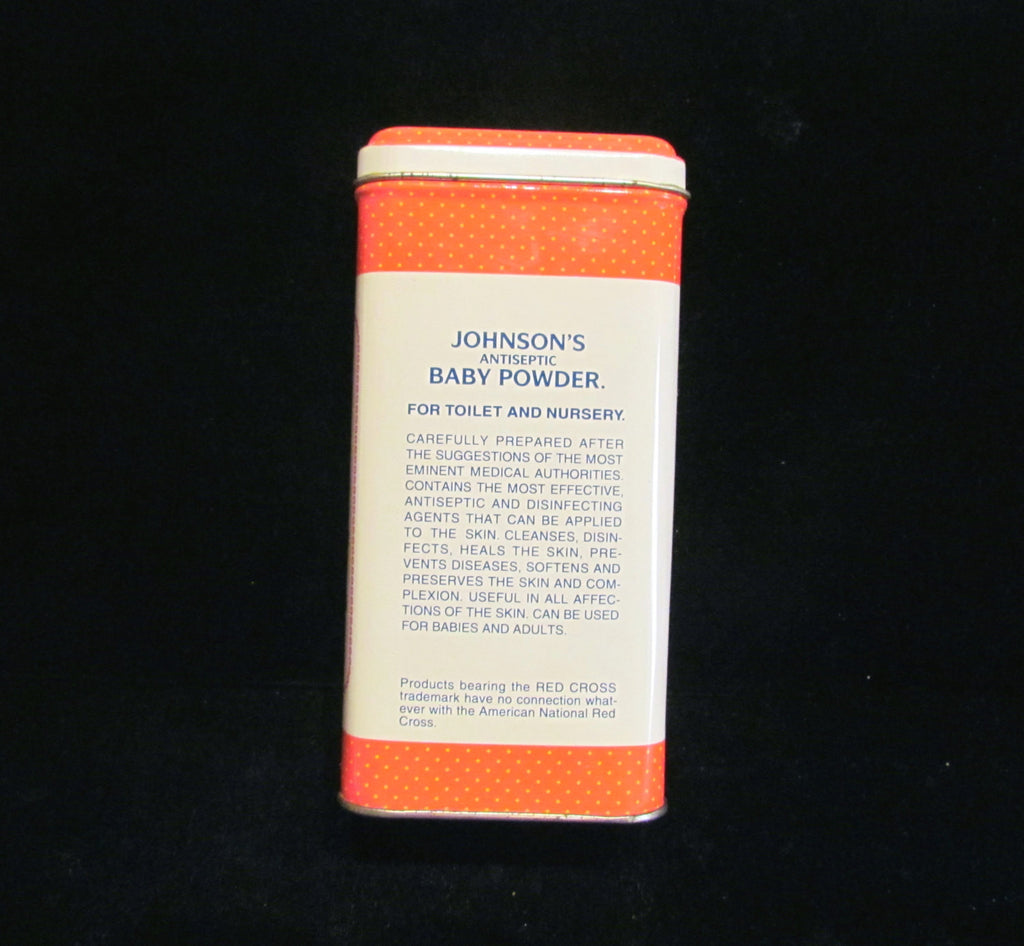 JOHNSON'S
ANTISEPTIC
BABY POWDER.
FOR TOILET AND NURSERY.
CAREFULLY PREPARED AFTER
THE SUGGESTIONS OF THE MOST
EMINENT MEDICAL AUTHORITIES.
CONTAINS THE MOST EFFECTIVE,
ANTISEPTIC AND DISINFECTING
AGENTS THAT CAN BE APPLIED
TO THE SKIN. CLEANSES, DISIN-
FECTS, HEALS THE SKIN, PRE-
VENTS DISEASES, SOFTENS AND
PRESERVES THE SKIN AND COM-
PLEXION. USEFUL IN ALL AFFEC-
TIONS OF THE SKIN. CAN BE USED
FOR BABIES AND ADULTS.
Products bearing the RED CROSS
trademark have no connection what-
ever with the American National Red
Cross.